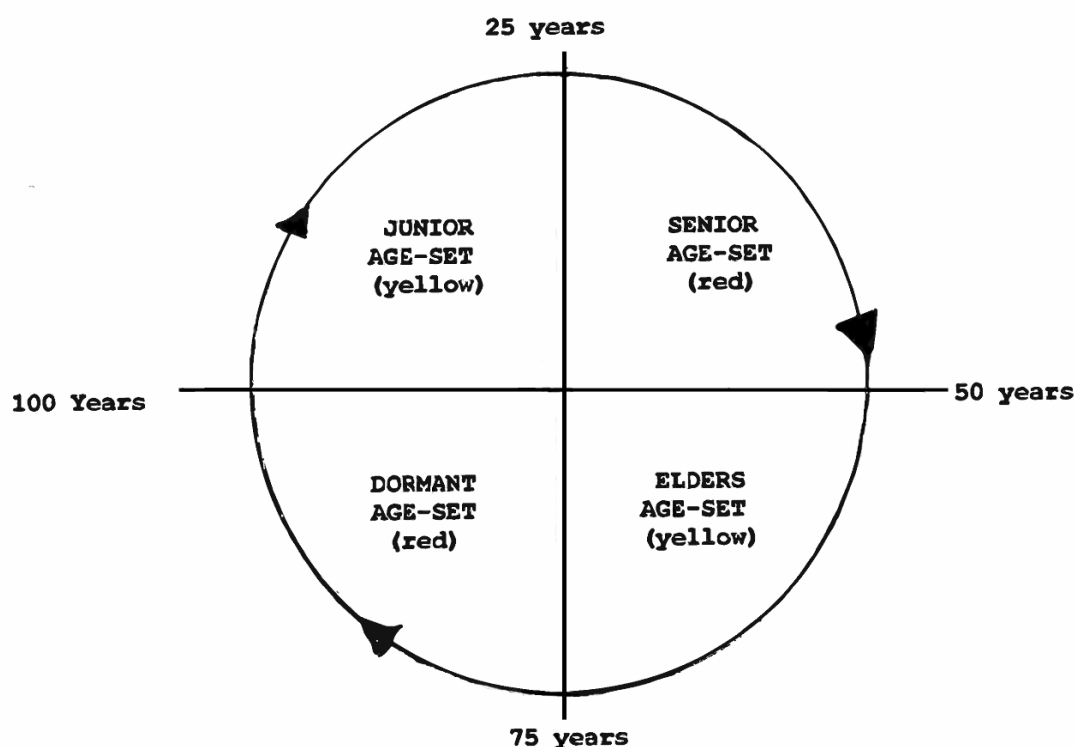 25 years
JUNIOR
AGE-SET
(yellow)
SENIOR
AGE-SET
(red)
100 Years
50 years
DORMANT
AGE-SET
(red)
ELDERS
AGE-SET
(yellow)
75 years